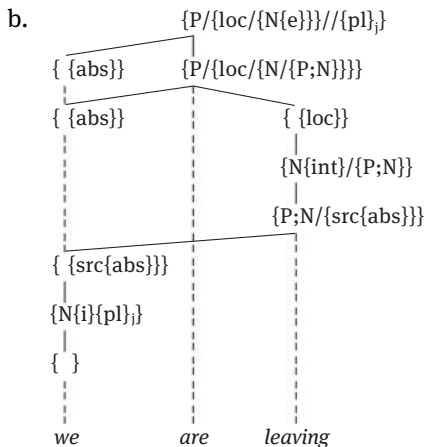 b.
{P/{loc/{N{e}}}//{pl}j}
{ {abs}} {P/{loc/{N/{P;N}}}}
{ {abs}} { {loc}}
{N{int}/{P;N}}
{P;N/{src{abs}}}
{ {src{abs}}}
{N{i}{pl}j}
{ }
we are leaving